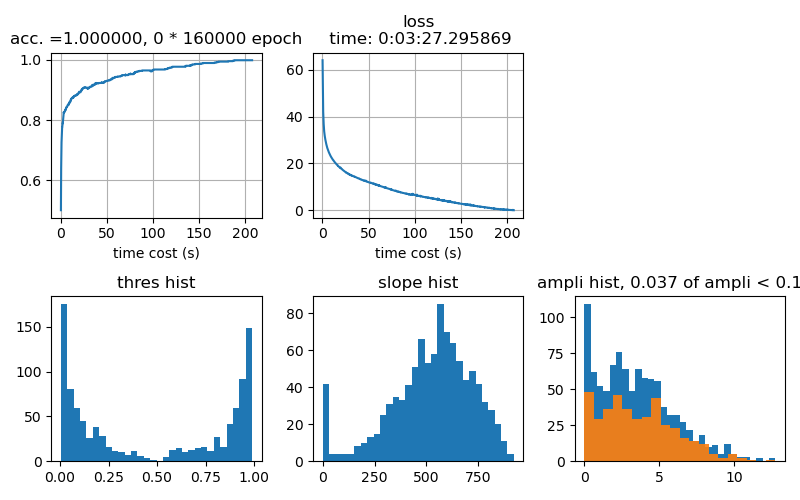 acc. =1.000000, 0 * 160000 epoch
1.0
0.8
0.6
0 50 100 150 200
time cost (s)
loss
time: 0:03:27.295869
60
40
20
0
0 50 100 150 200
time cost (s)
thres hist
150
100
50
0
0.00 0.25 0.50 0.75 1.00
slope hist
80
60
40
20
0
0 250 500 750
ampli hist, 0.037 of ampli < 0.1
100
75
50
25
0
0 5 10